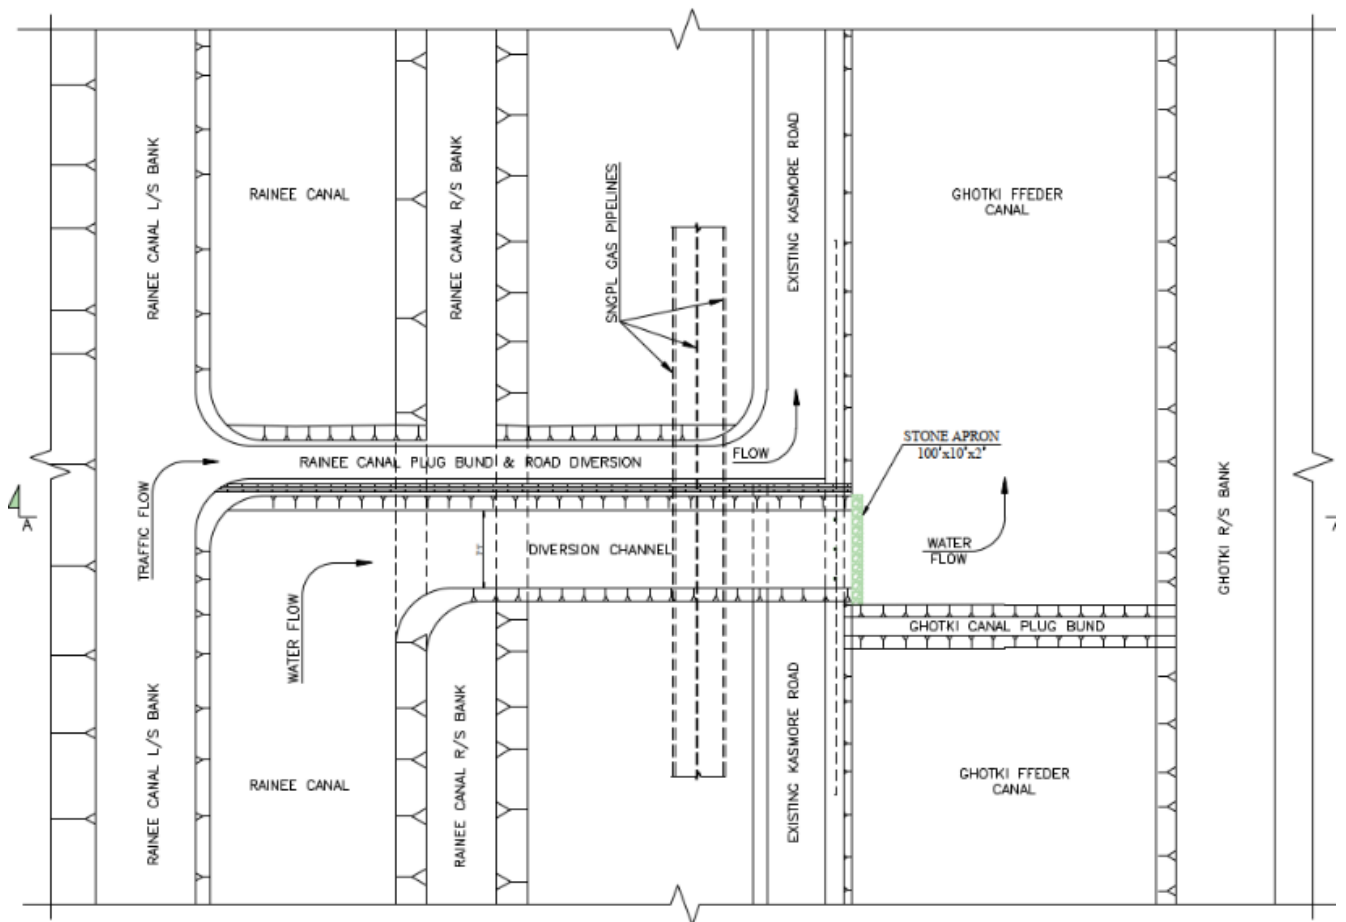 RAINEE CANAL L/S BANK
RAINEE CANAL
RAINEE CANAL R/S BANK
SNGPL GAS PIPELINES
EXISTING KASMORE ROAD
GHOTKI FFEDER
CANAL
STONE APRON
100'x10'x2'
FLOW
RAINEE CANAL PLUG BUND & ROAD DIVERSION
TRAFFIC FLOW
A
DIVERSION CHANNEL
WATER
FLOW
GHOTKI R/S BANK
WATER FLOW
GHOTKI CANAL PLUG BUND
RAINEE CANAL L/S BANK
RAINEE CANAL
RAINEE CANAL R/S BANK
EXISTING KASMORE ROAD
GHOTKI FFEDER
CANAL